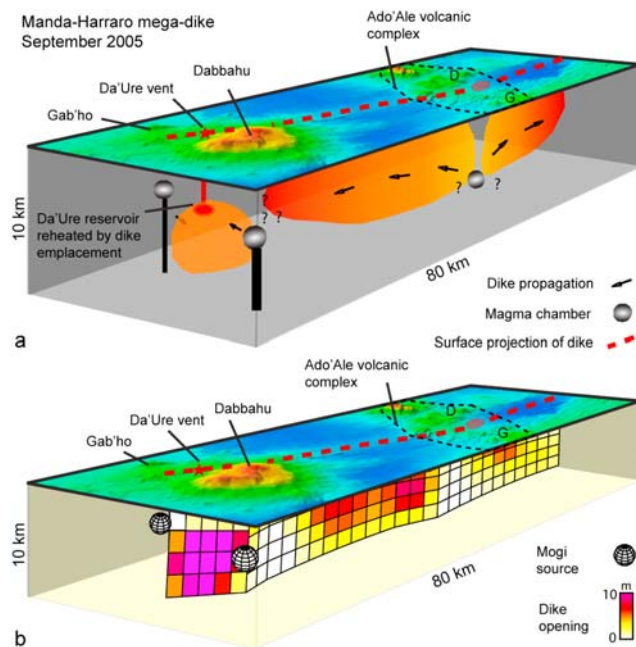 Manda-Harraro mega-dike
September 2005
Ado'Ale volcanic
complex
Da'Ure vent
Dabbahu
Gab'ho
D
G
? ?
? ?
?
Da'Ure reservoir
reheated by dike
emplacement
10 km
80 km
Dike propagation
Magma chamber
Surface projection of dike
a
Ado'Ale volcanic
complex
Da'Ure vent
Dabbahu
Gab'ho
D
G
10 km
80 km
Mogi
source
m
10
Dike
opening
0
b